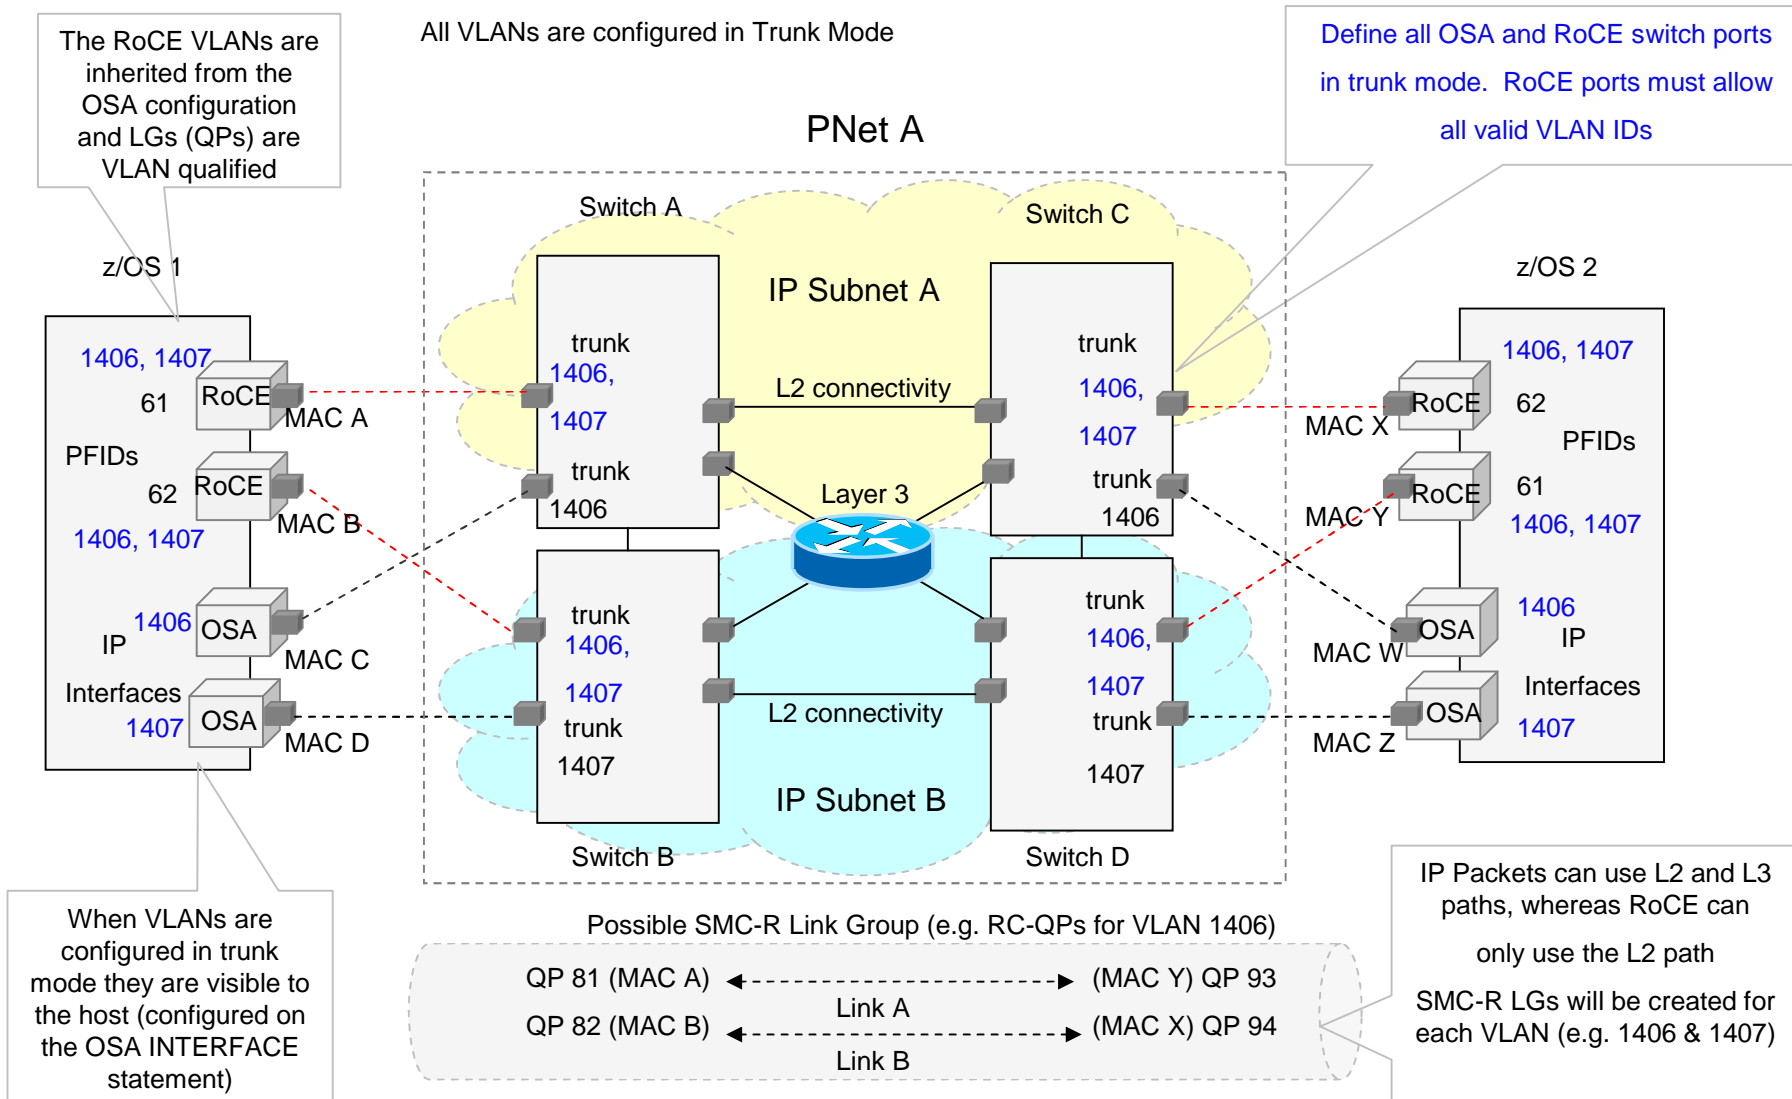 The RoCE VLANs are
inherited from the
OSA configuration
and LGs (QPs) are
VLAN qualified
All VLANs are configured in Trunk Mode
Define all OSA and RoCE switch ports
in trunk mode. RoCE ports must allow
all valid VLAN IDs
PNet A
z/OS 1
1406, 1407
61
RoCE
MAC A
PFIDs
62
RoCE
MAC B
1406, 1407
1406
OSA
IP
MAC C
Interfaces
1407
OSA
MAC D
Switch A
trunk
1406,
1407
trunk
1406
IP Subnet A
L2 connectivity
Layer 3
Switch C
trunk
1406,
1407
trunk
1406
trunk
1406,
1407
trunk
1407
Switch B
L2 connectivity
IP Subnet B
trunk
1406,
1407
trunk
1407
Switch D
z/OS 2
1406, 1407
RoCE
62
MAC X
PFIDs
RoCE
61
MAC Y
1406, 1407
1406
OSA
IP
MAC W
Interfaces
OSA
1407
MAC Z
When VLANs are
configured in trunk
mode they are visible to
the host (configured on
the OSA INTERFACE
statement)
Possible SMC-R Link Group (e.g. RC-QPs for VLAN 1406)
QP 81 (MAC A)
(MAC Y) QP 93
Link A
QP 82 (MAC B)
(MAC X) QP 94
Link B
IP Packets can use L2 and L3
paths, whereas RoCE can
only use the L2 path
SMC-R LGs will be created for
each VLAN (e.g. 1406 & 1407)